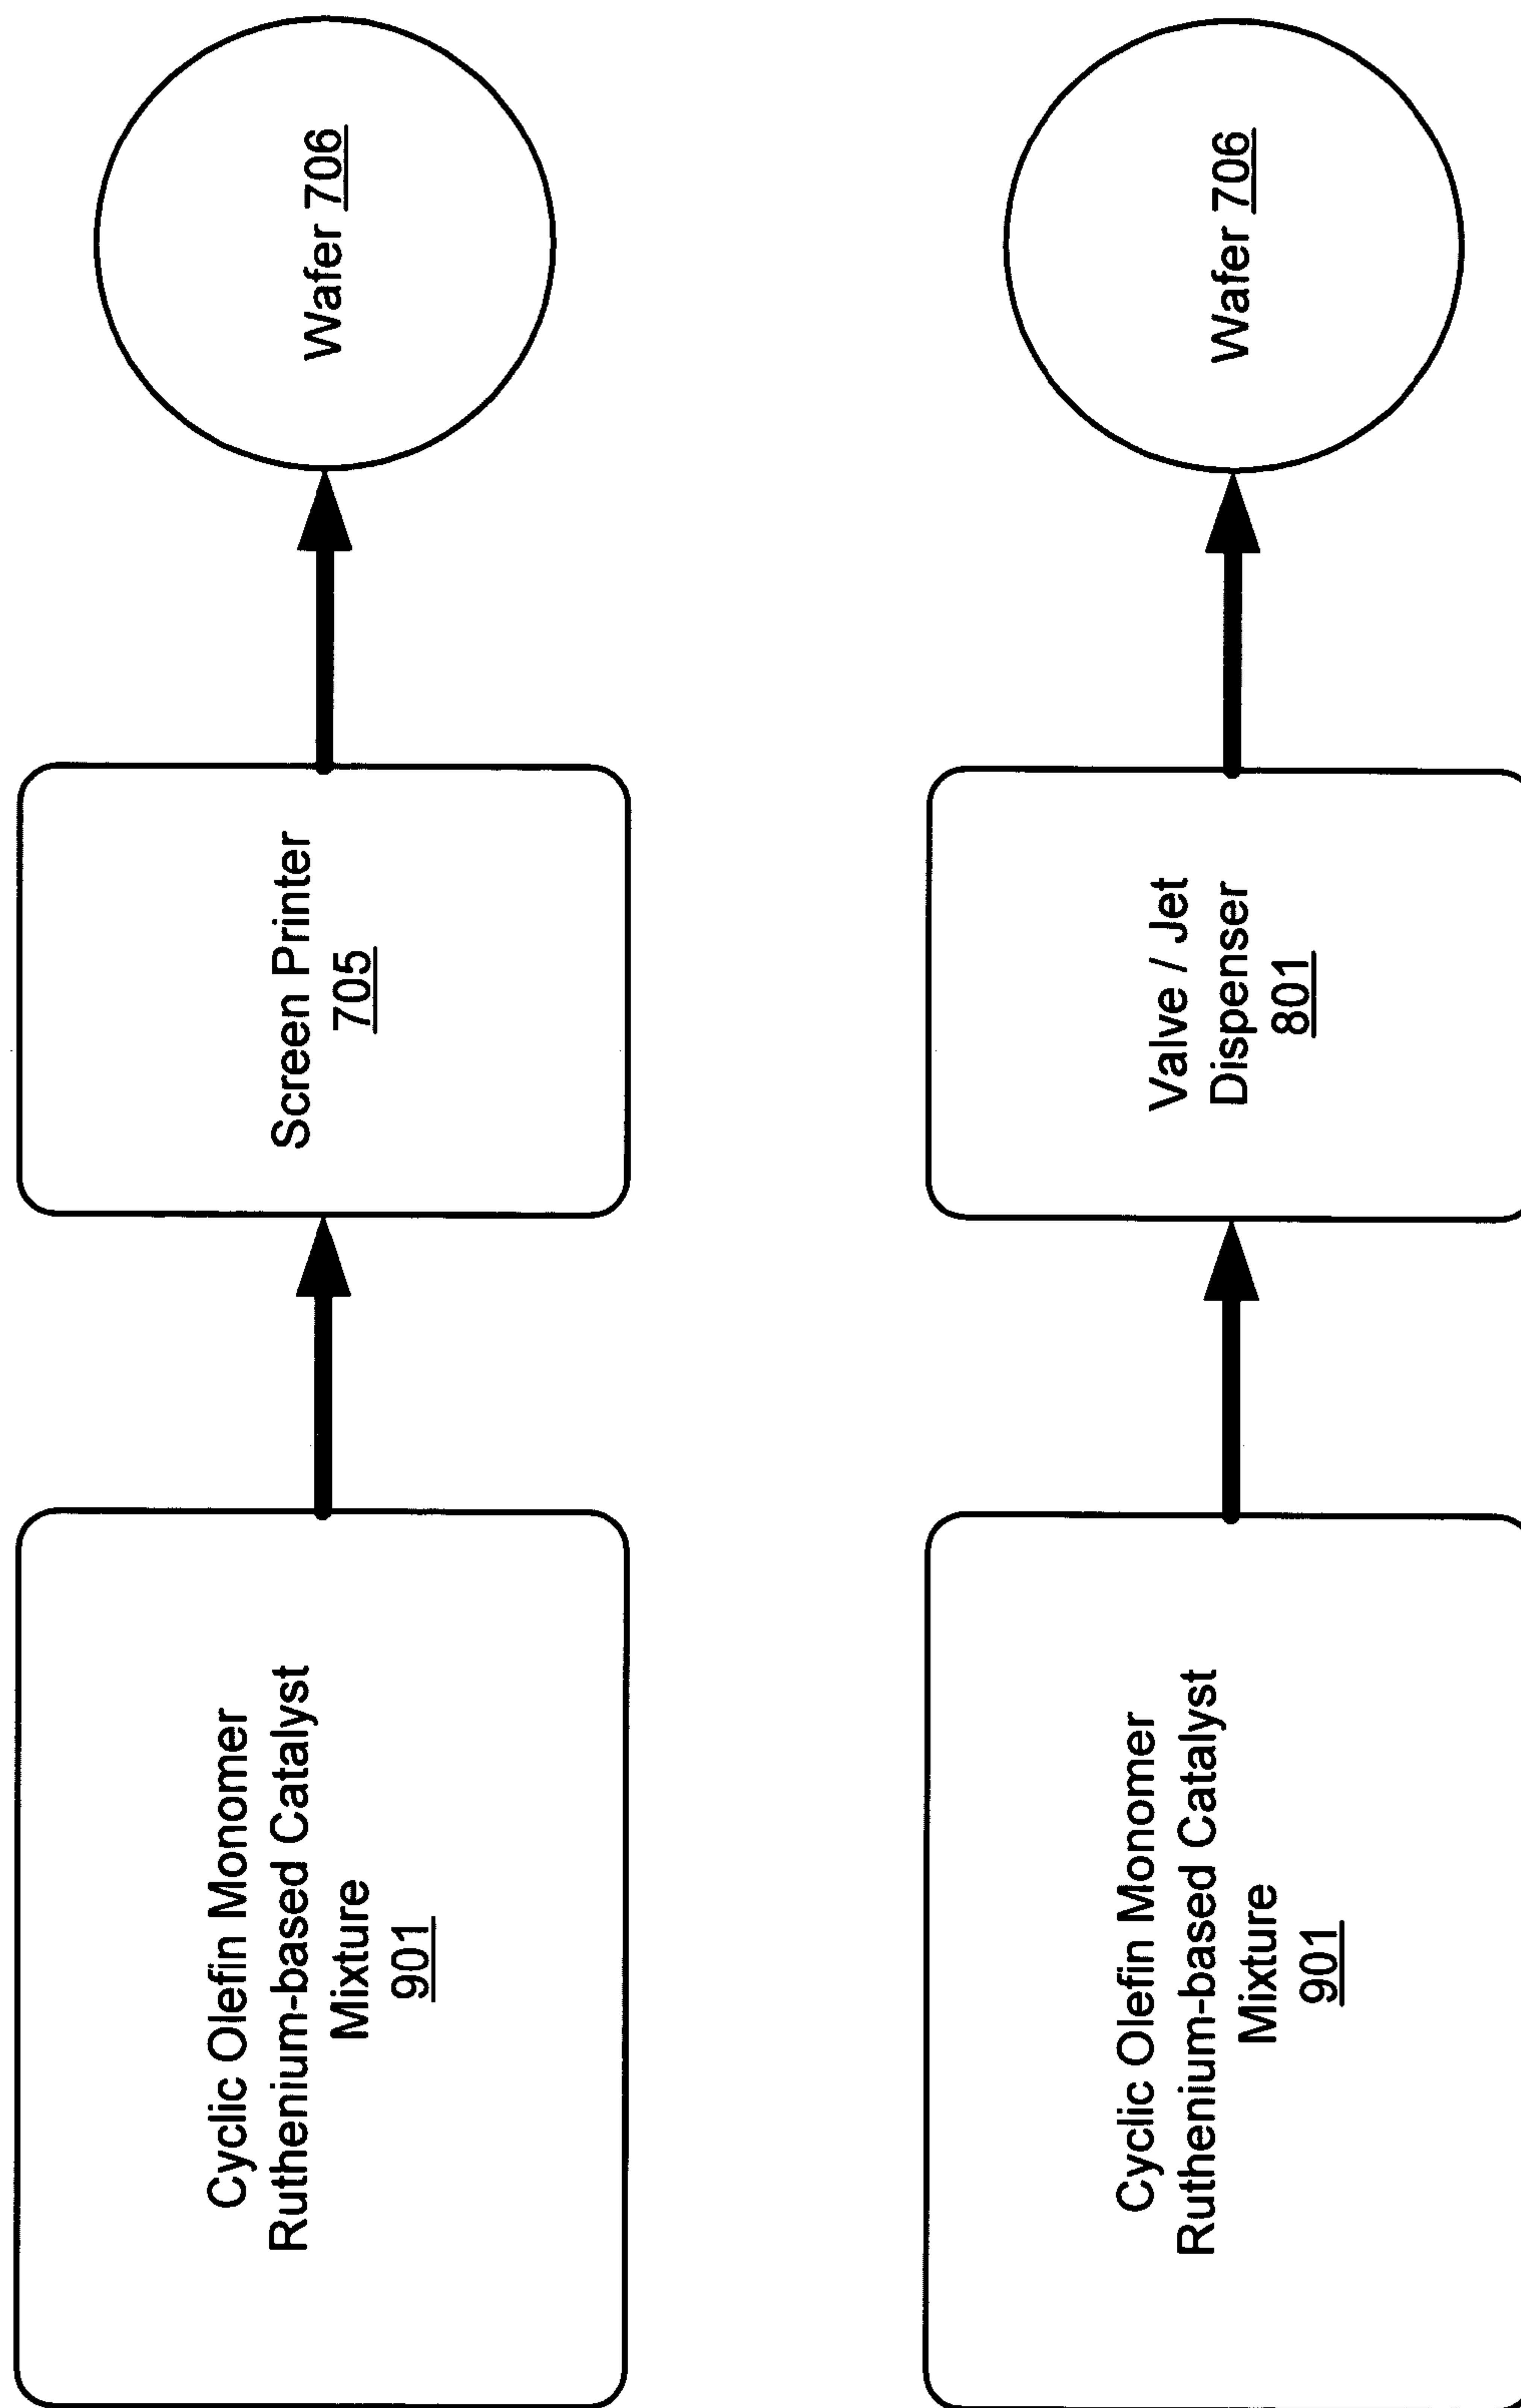 Cyclic Olefin Monomer
Ruthenium-based Catalyst
Mixture
901
Screen Printer
705
Wafer 706
Cyclic Olefin Monomer
Ruthenium-based Catalyst
Mixture
901
Valve / Jet
Dispenser
801
Wafer 706